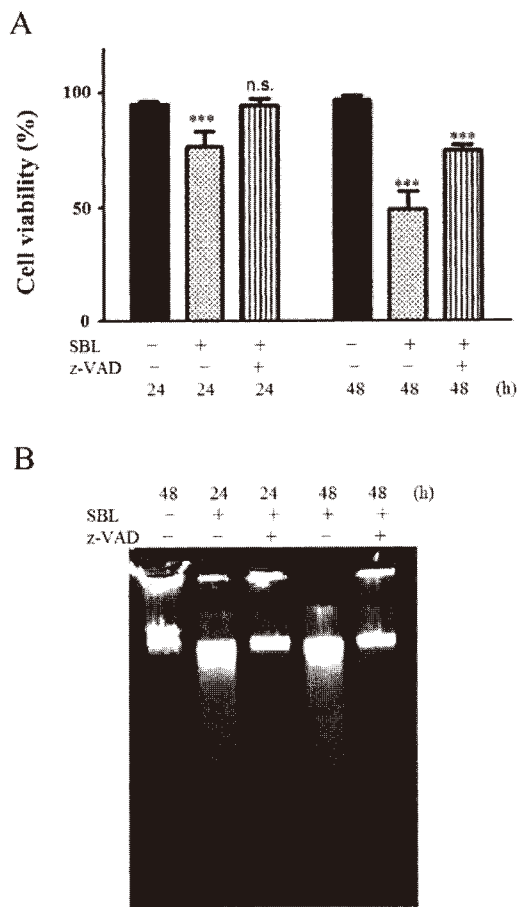 A
n.s.
100
***
***
***
Cell viability (%)
50
0
SBL − + + − + +
z-VAD − − + − − +
24 24 24 48 48 48 (h)
B
48 24 24 48 48 (h)
SBL − + + + +
z-VAD − − + − +